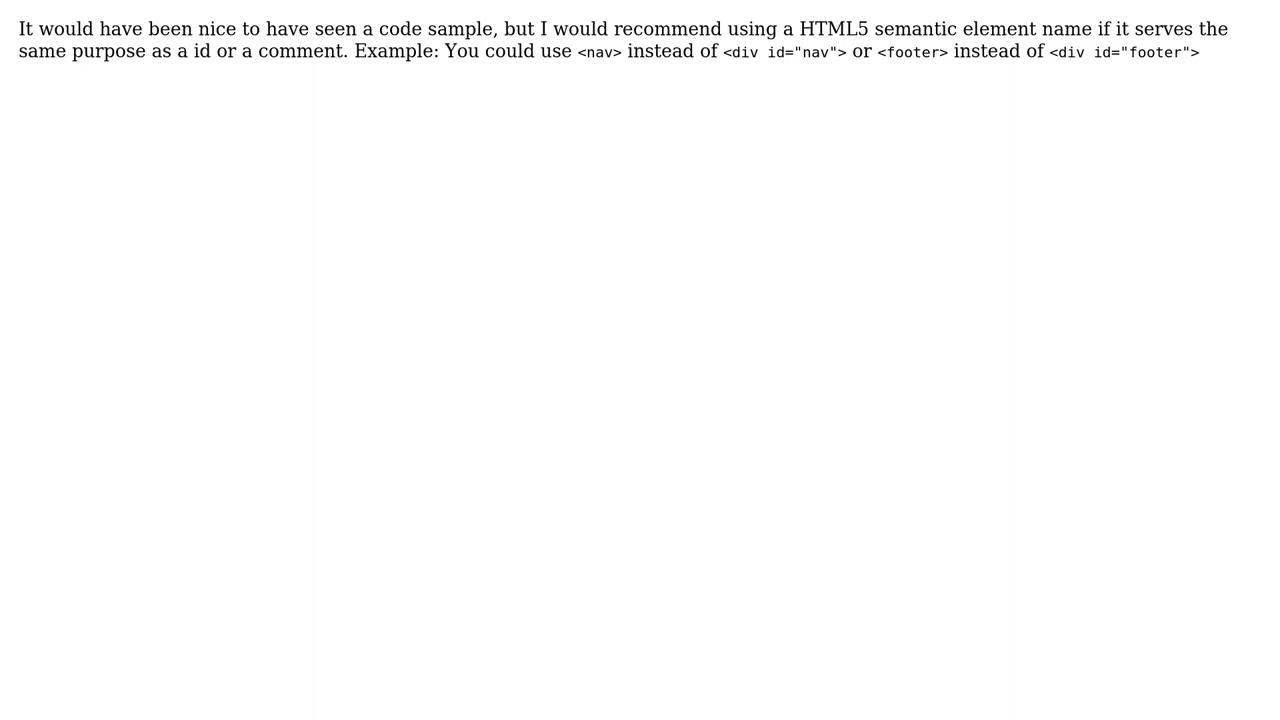 It would have been nice to have seen a code sample, but I would recommend using a HTML5 semantic element name if it serves the
same purpose as a id or a comment. Example: You could use <nav> instead of <div id="nav"> or <footer> instead of <div id="footer">